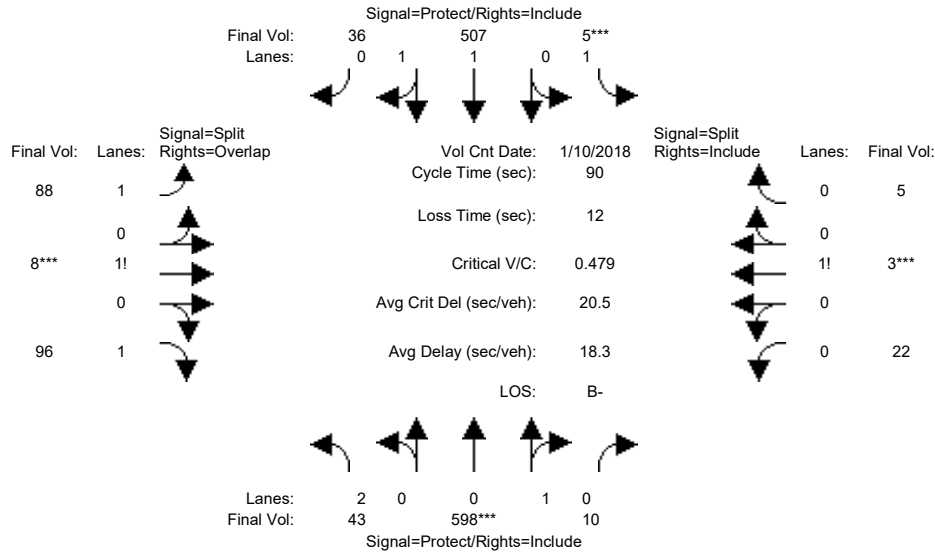 Signal=Protect/Rights=Include
Final Vol: 36 507 5***
Lanes: 0 1 1 0 1
Signal=Split
Final Vol: Lanes: Rights=Overlap
Vol Cnt Date: 1/10/2018
Signal=Split
Rights=Include Lanes: Final Vol:
Cycle Time (sec): 90
88 1
0 5
Loss Time (sec): 12
0
0
8*** 1!
Critical V/C: 0.479
1! 3***
0
Avg Crit Del (sec/veh): 20.5
0
96 1
Avg Delay (sec/veh): 18.3
0 22
LOS: B-
Lanes: 2 0 0 1 0
Final Vol: 43 598*** 10
Signal=Protect/Rights=Include